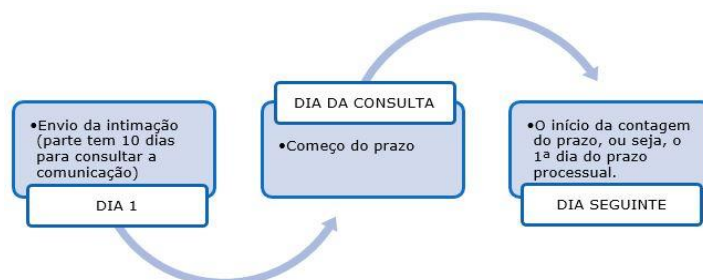 •Envio da intimação
(parte tem 10 dias
para consultar a
comunicação)
DIA 1
DIA DA CONSULTA
•Começo do prazo
•O início da contagem
do prazo, ou seja, o
1ª dia do prazo
processual.
DIA SEGUINTE